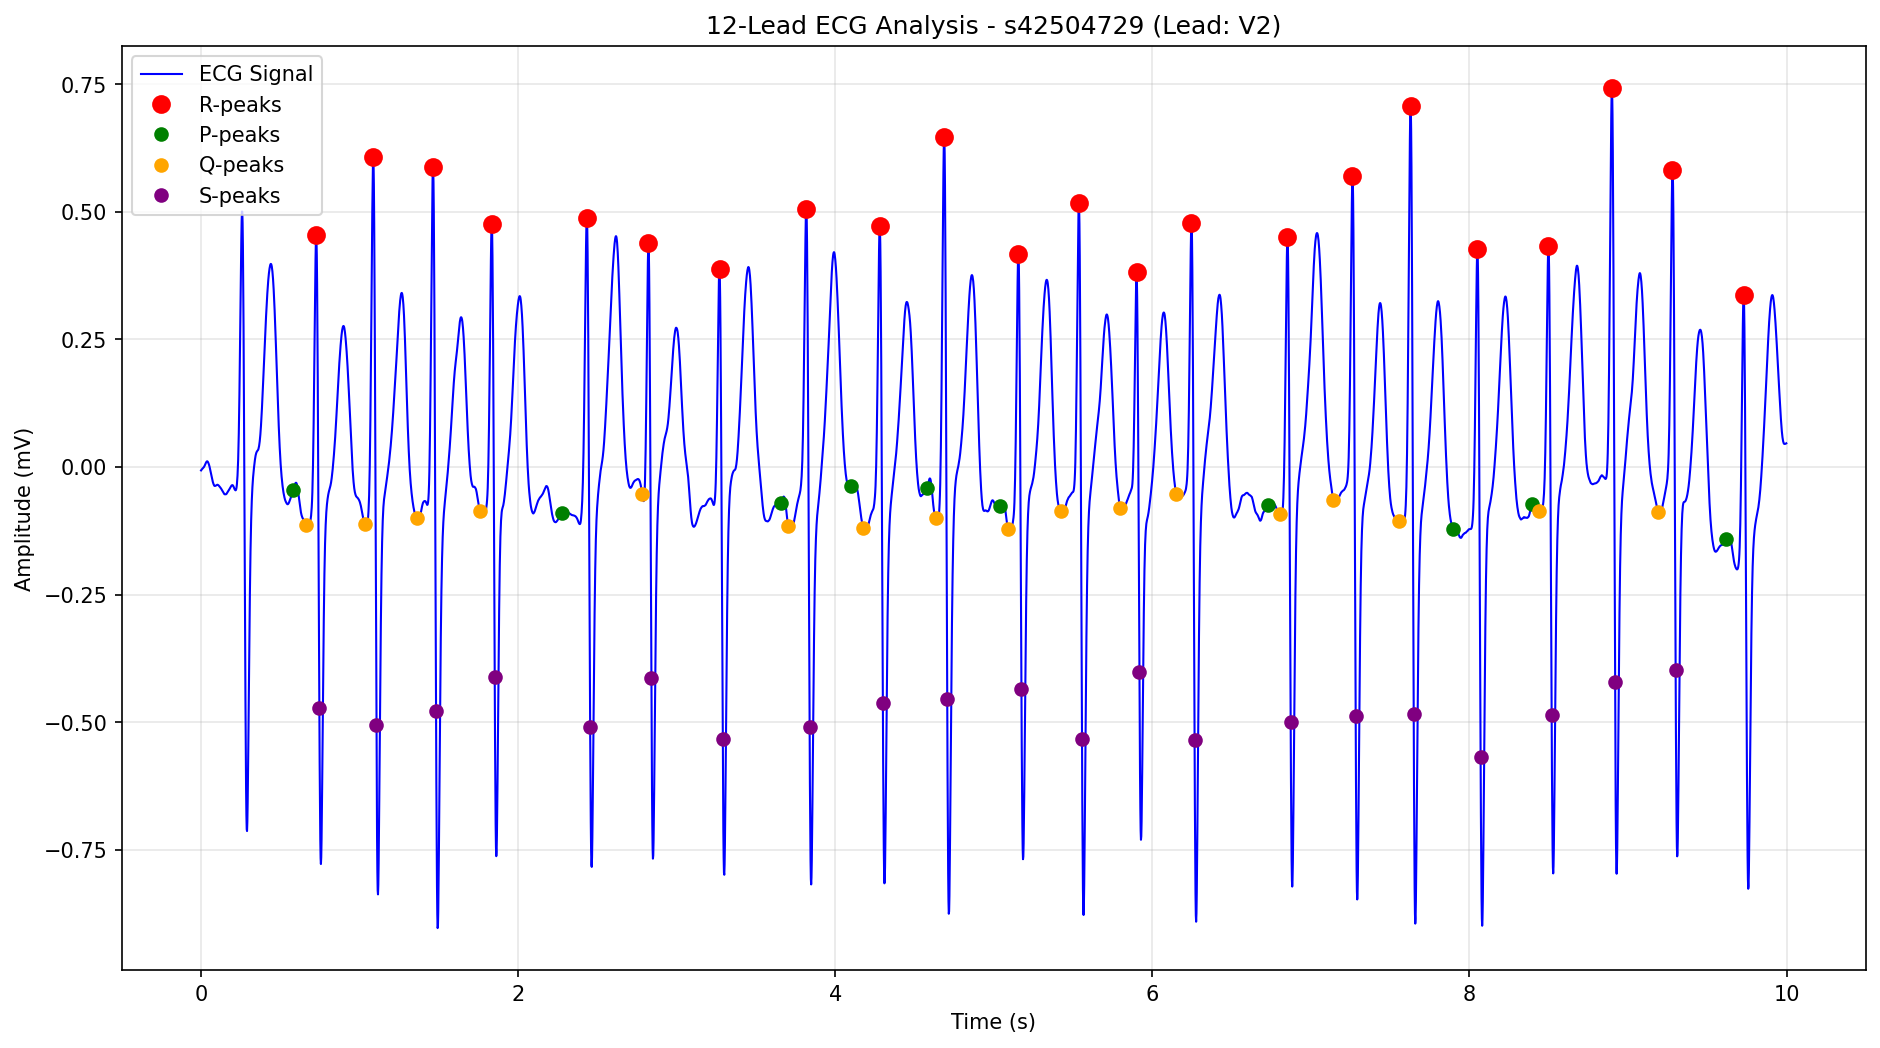 12-Lead ECG Analysis - s42504729 (Lead: V2)
ECG Signal
R-peaks
P-peaks
Q-peaks
S-peaks
Amplitude (mV)
0.75
0.50
0.25
0.00
−0.25
−0.50
−0.75
0 2 4 6 8 10
Time (s)